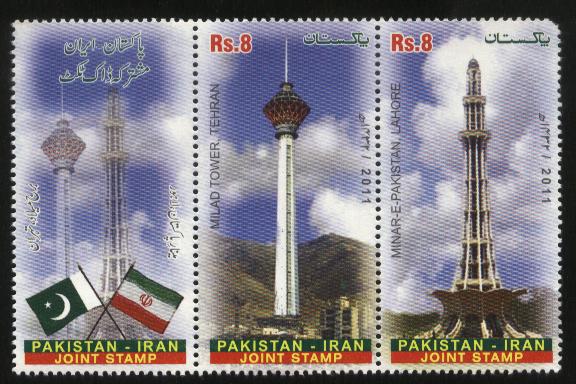 پاکستان - ایران
مشترکہ ڈاک ٹکٹ
PAKISTAN - IRAN
JOINT STAMP
Rs.8
پاکستان
MILAD TOWER, TEHRAN
2011
PAKISTAN - IRAN
JOINT STAMP
Rs.8
پاکستان
MINAR-E-PAKISTAN, LAHORE
2011
PAKISTAN - IRAN
JOINT STAMP